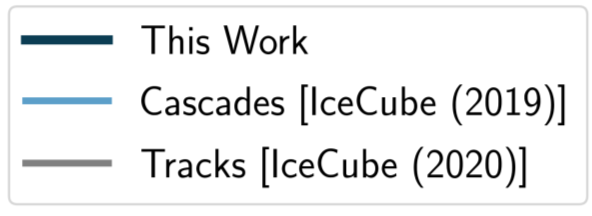 This Work
Cascades [IceCube (2019)]
Tracks [IceCube (2020)]